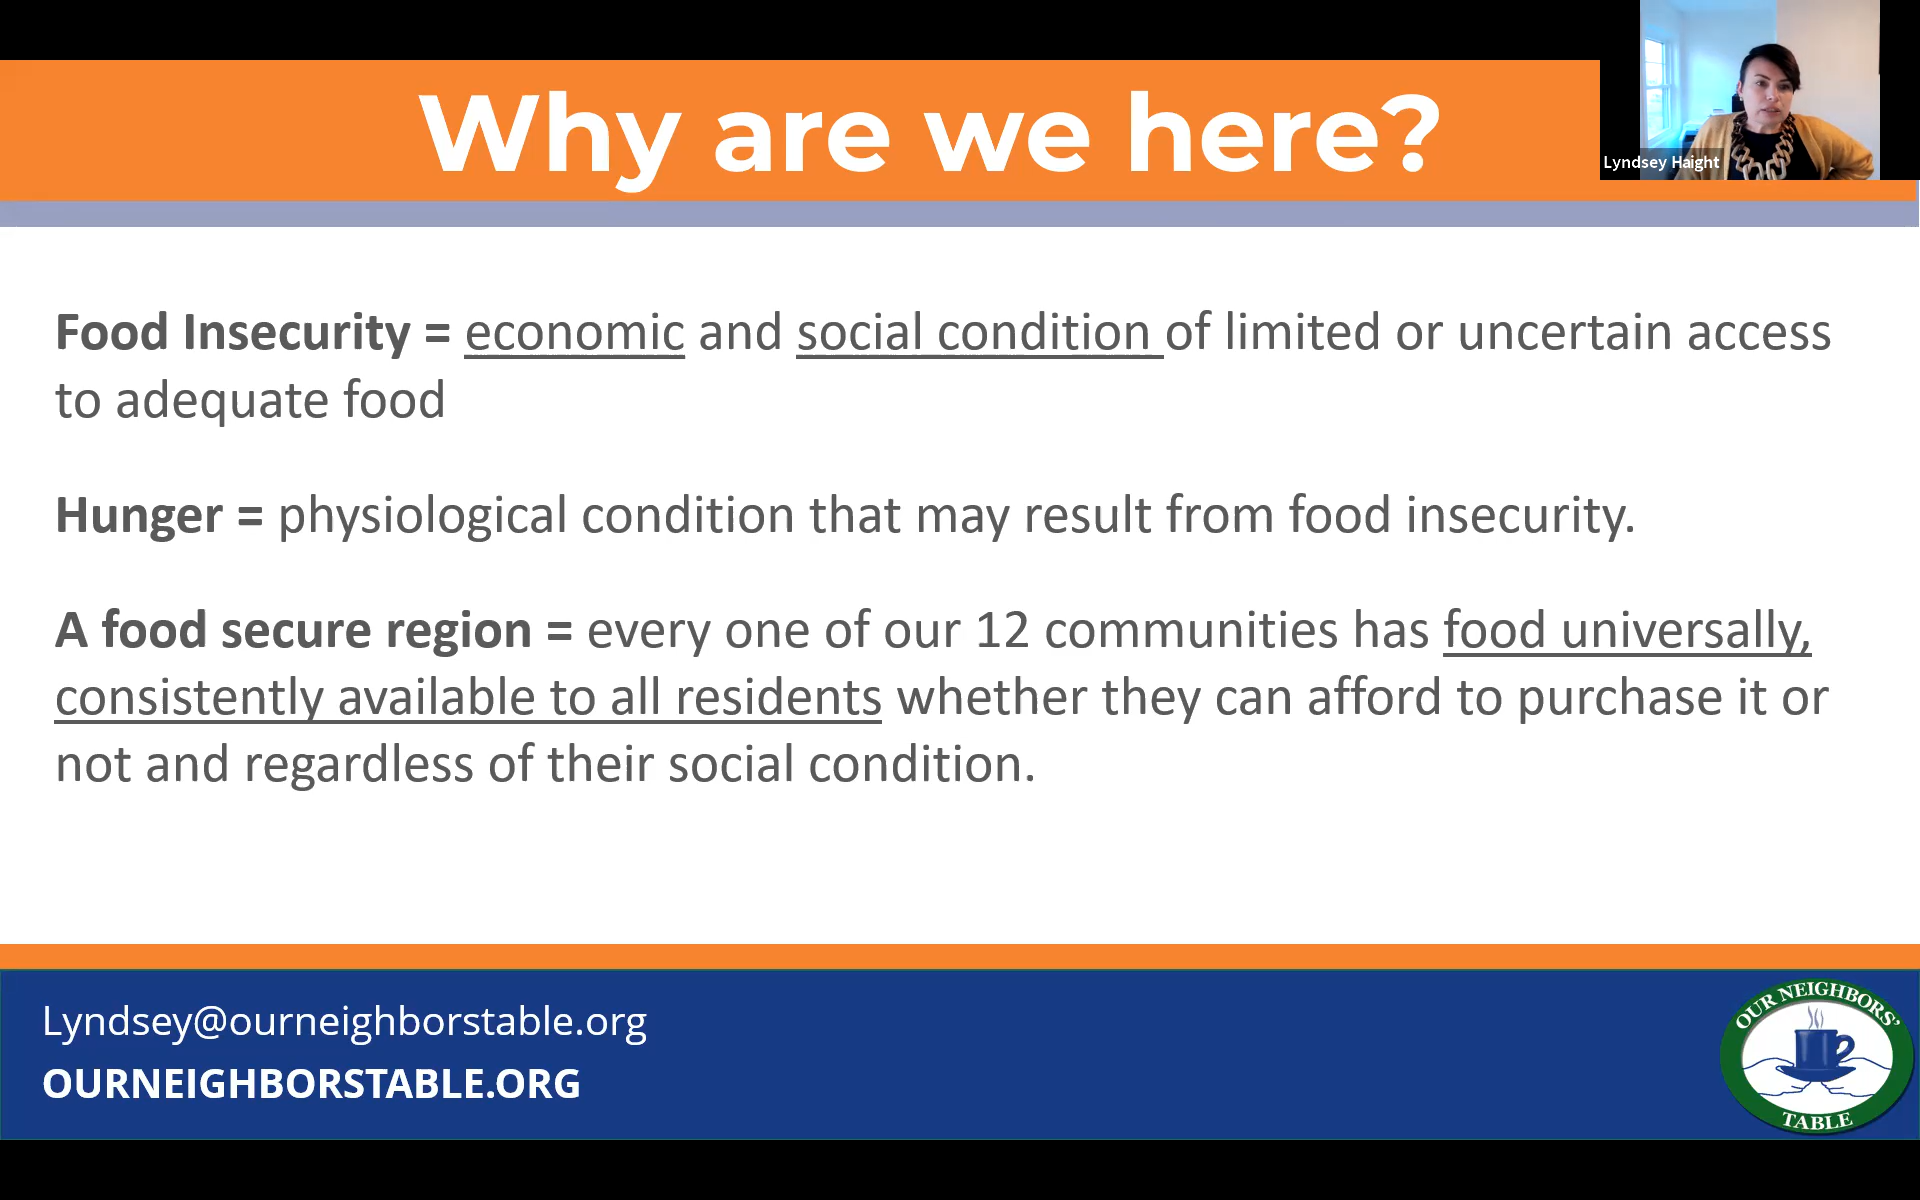 Why are we here?
Lyndsey Haight
Food Insecurity = economic and social condition of limited or uncertain access
to adequate food
Hunger = physiological condition that may result from food insecurity.
A food secure region = every one of our 12 communities has food universally,
consistently available to all residents whether they can afford to purchase it or
not and regardless of their social condition.
Lyndsey@ourneighborstable.org
OURNEIGHBORSTABLE.ORG
OUR NEIGHBORS'
TABLE